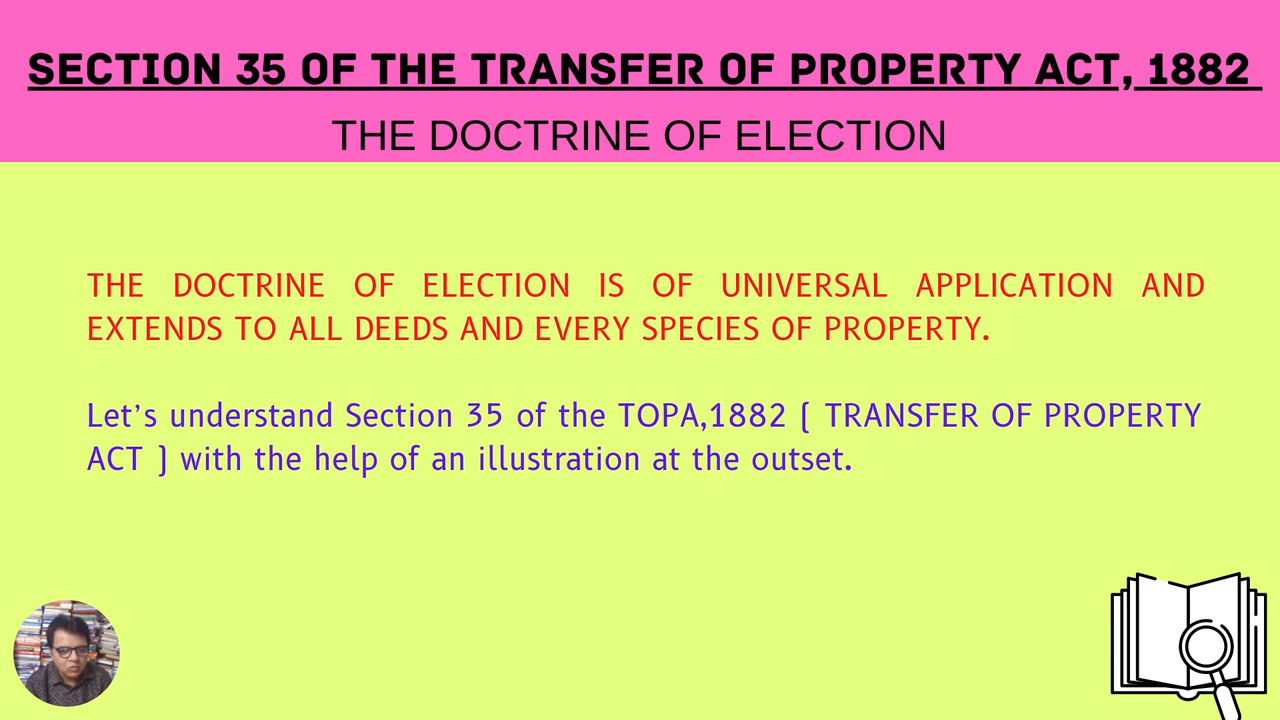 SECTION 35 OF THE TRANSFER OF PROPERTY ACT, 1882
THE DOCTRINE OF ELECTION
THE DOCTRINE OF ELECTION IS OF UNIVERSAL APPLICATION AND
EXTENDS TO ALL DEEDS AND EVERY SPECIES OF PROPERTY.
Let's understand Section 35 of the TOPA,1882 ( TRANSFER OF PROPERTY
ACT ) with the help of an illustration at the outset.